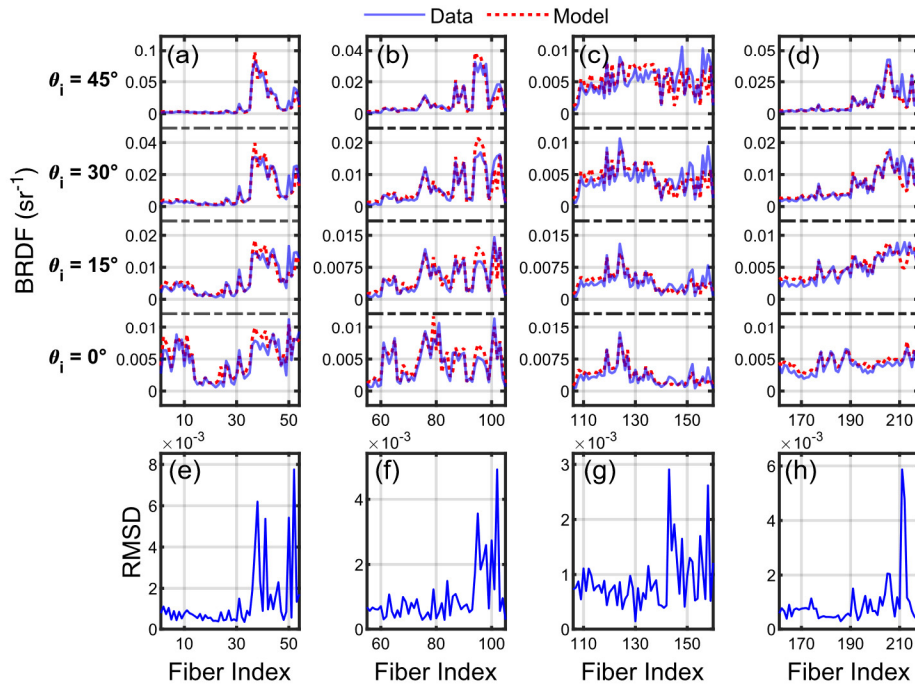 Data Model
(a) (b) (c) (d)
0.1 0.04 0.01 0.05
θi = 45° 0.05 0.02 0.005 0.025
0 0 0 0
0.04 0.04 0.01 0.02
θi = 30° 0.02 0.02 0.005 0.01
0 0 0 0
0.02 0.015 0.015 0.01
θi = 15° 0.01 0.0075 0.0075 0.005
0 0 0 0
0.01 0.01 0.015 0.01
θi = 0° 0.005 0.005 0.0075 0.005
0 0 0 0
BRDF (sr⁻¹)
10 30 50 60 80 100 110 130 150 170 190 210
× 10⁻³ × 10⁻³ × 10⁻³ × 10⁻³
(e) (f) (g) (h)
8 6 4 2 0
4 2 0
3 2 1 0
6 4 2 0
RMSD
10 30 50 60 80 100 110 130 150 170 190 210
Fiber Index Fiber Index Fiber Index Fiber Index